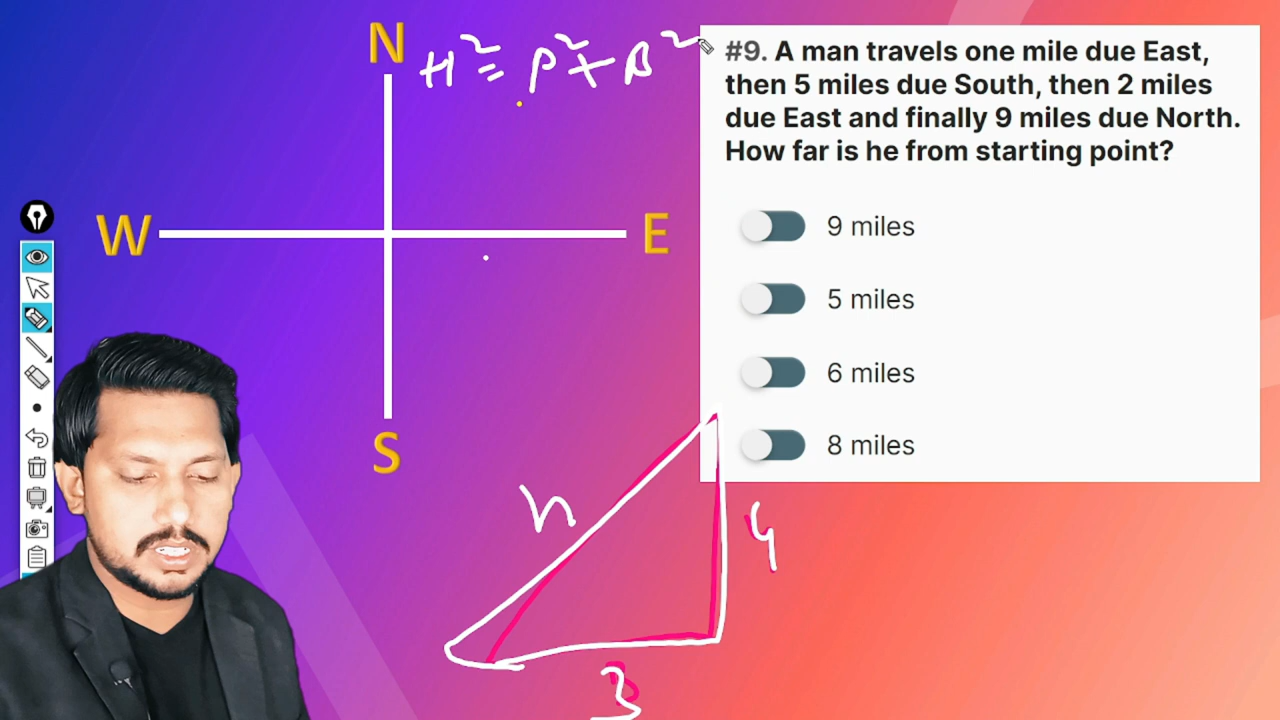 N
H² = P² + B²
W
E
S
#9. A man travels one mile due East,
then 5 miles due South, then 2 miles
due East and finally 9 miles due North.
How far is he from starting point?
9 miles
5 miles
6 miles
8 miles
h
4
3